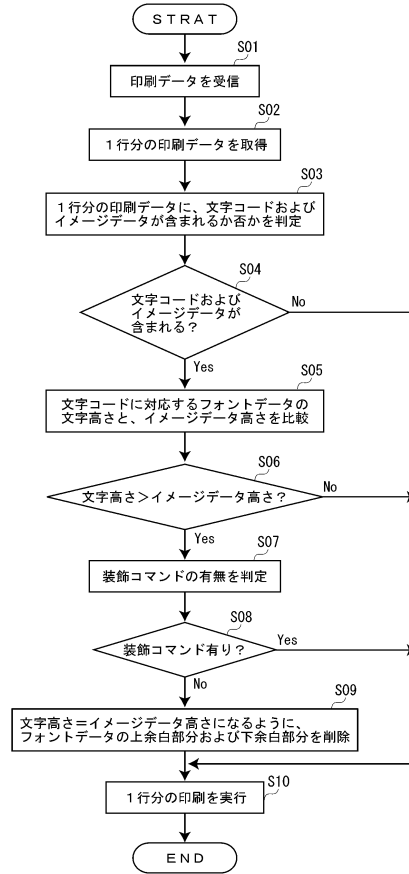 STRAT
S01
印刷データを受信
S02
１行分の印刷データを取得
S03
１行分の印刷データに、文字コードおよび
イメージデータが含まれるか否かを判定
S04
文字コードおよび
イメージデータが
含まれる？
No
Yes
S05
文字コードに対応するフォントデータの
文字高さと、イメージデータ高さを比較
S06
文字高さ＞イメージデータ高さ？
No
Yes
S07
装飾コマンドの有無を判定
S08
装飾コマンド有り？
Yes
No
S09
文字高さ＝イメージデータ高さになるように、
フォントデータの上余白部分および下余白部分を削除
S10
１行分の印刷を実行
END